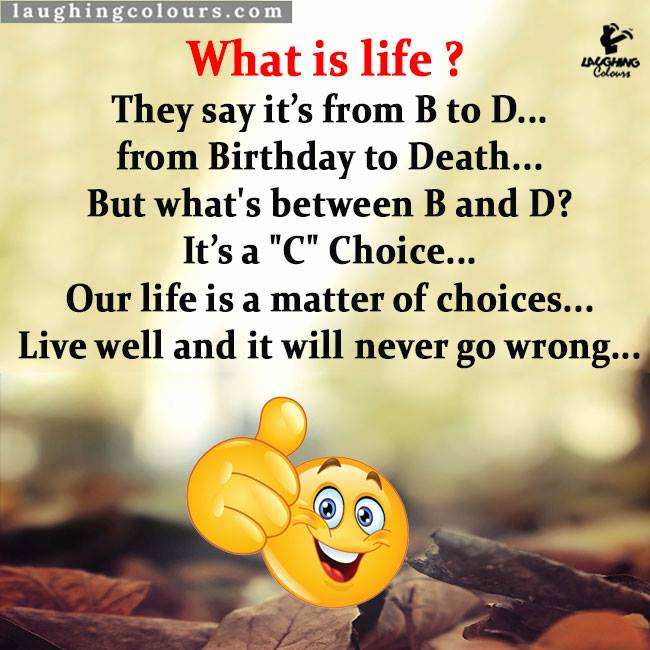 laughingcolours.com
LAUGHING
Colours
What is life ?
They say it’s from B to D...
from Birthday to Death...
But what's between B and D?
It’s a "C" Choice...
Our life is a matter of choices...
Live well and it will never go wrong...